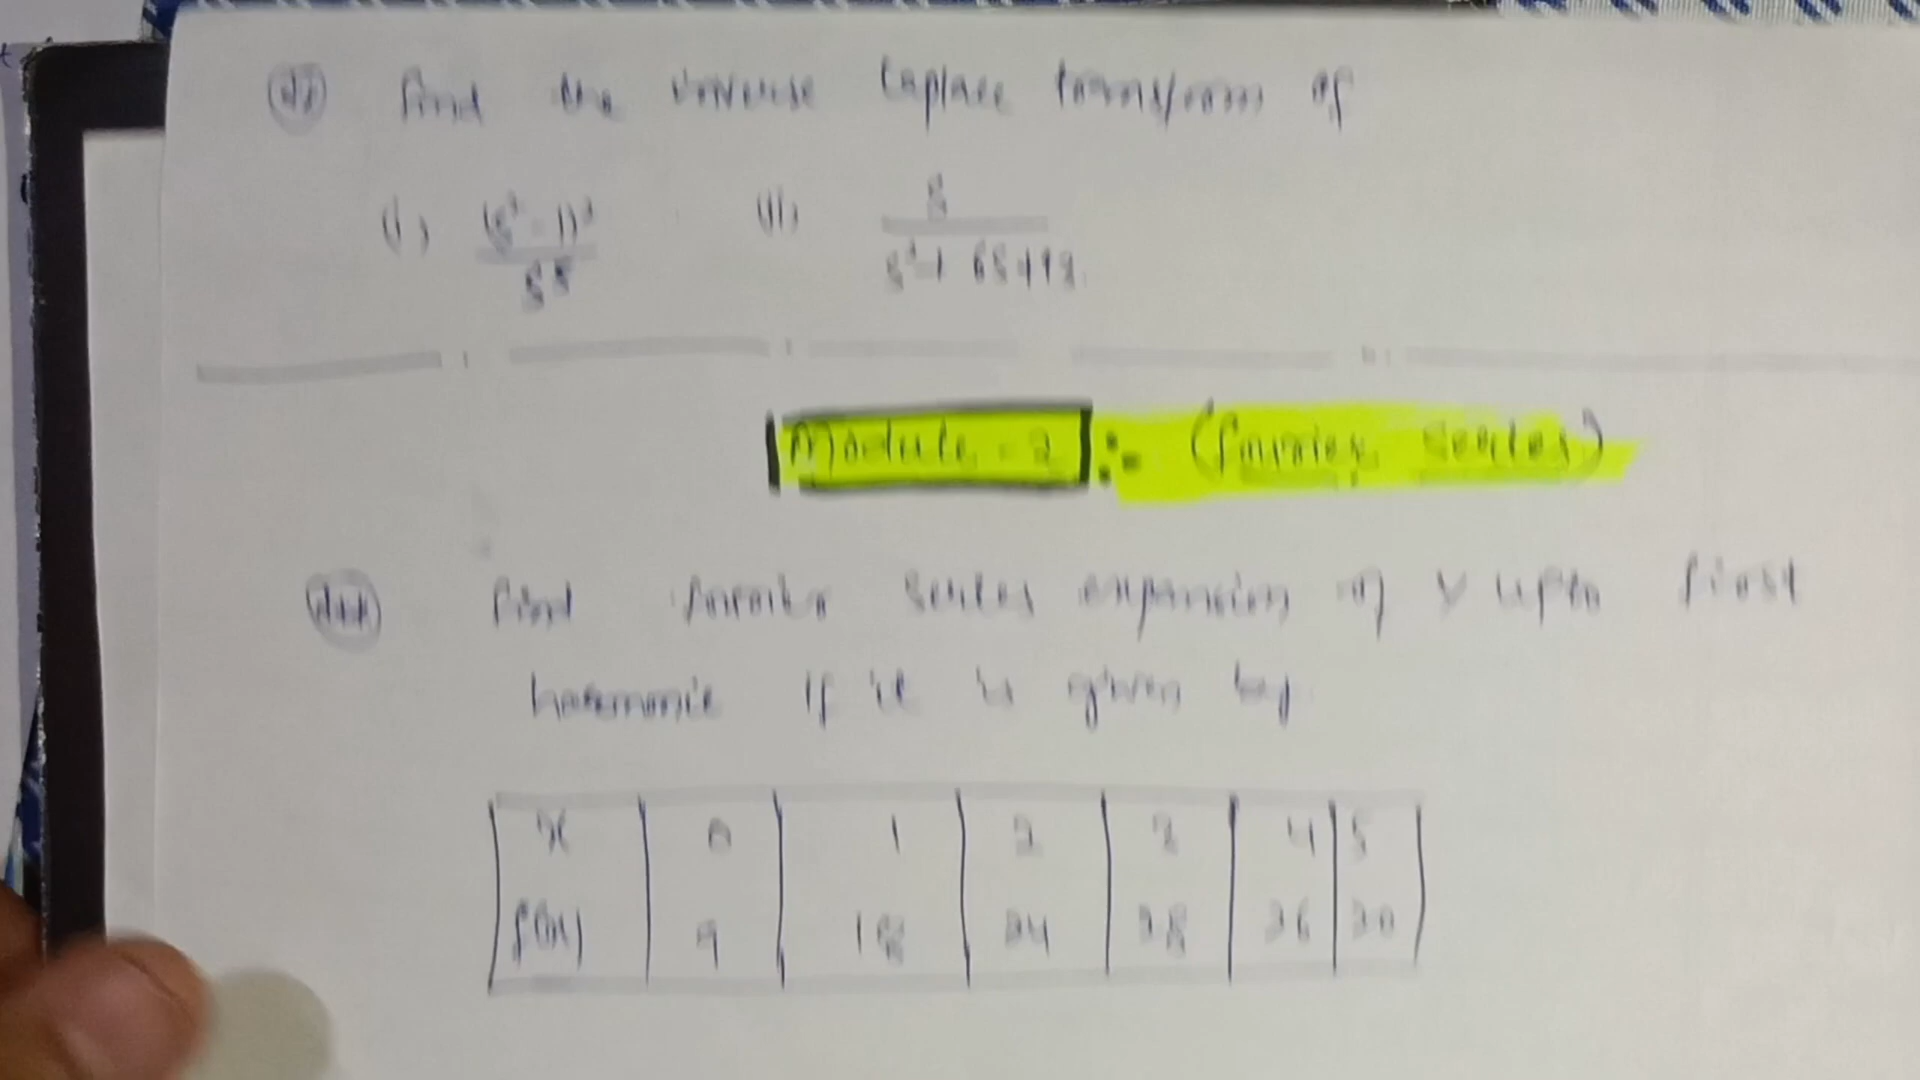 Find the inverse Laplace transform of
(i) (s² - 1)² / s⁵ (ii) s / s² + 6s +13
Module - 2 :- (Fourier Series)
Find Fourier Series expansion of y upto first
harmonic if it is given by
x 0 1 2 3 4 5
f(x) 9 18 24 28 26 20